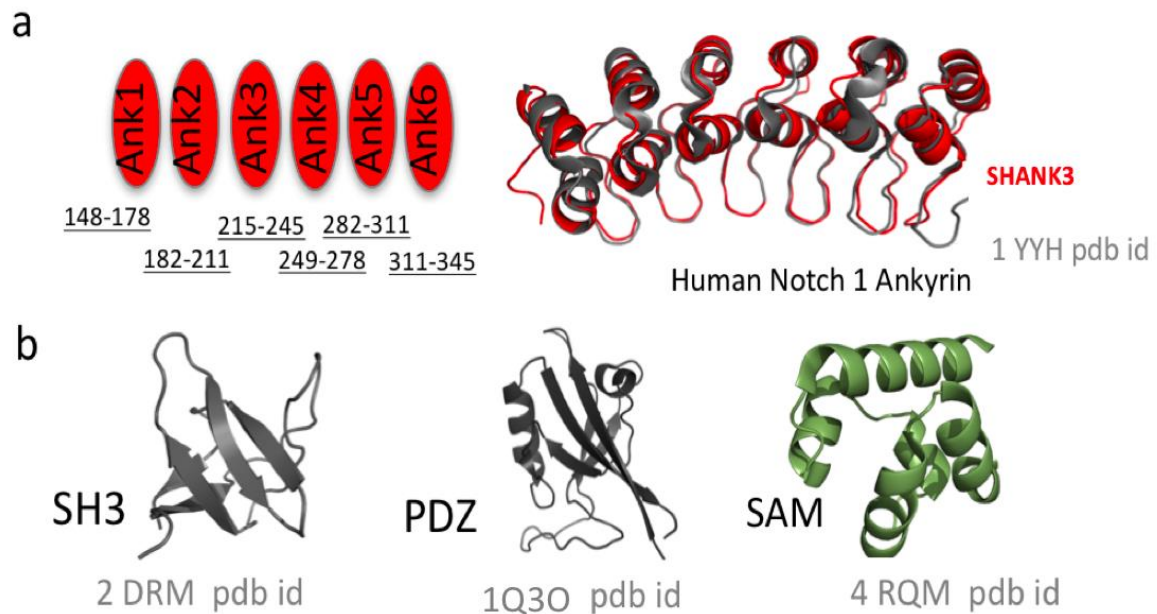 a
Ank1
Ank2
Ank3
Ank4
Ank5
Ank6
148-178
182-211
215-245
249-278
282-311
311-345
SHANK3
1 YYH pdb id
Human Notch 1 Ankyrin
b
SH3
2 DRM pdb id
PDZ
1Q3O pdb id
SAM
4 RQM pdb id